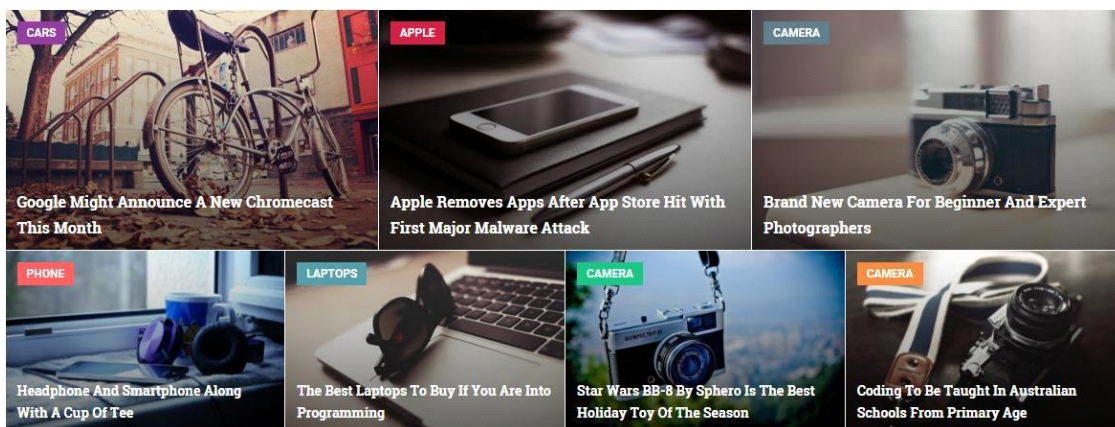 CARS
Google Might Announce A New Chromecast
This Month
APPLE
Apple Removes Apps After App Store Hit With
First Major Malware Attack
CAMERA
Brand New Camera For Beginner And Expert
Photographers
PHONE
Headphone And Smartphone Along
With A Cup Of Tee
LAPTOPS
The Best Laptops To Buy If You Are Into
Programming
CAMERA
OLYMPUS TRIP 35
Star Wars BB-8 By Sphero Is The Best
Holiday Toy Of The Season
CAMERA
Coding To Be Taught In Australian
Schools From Primary Age